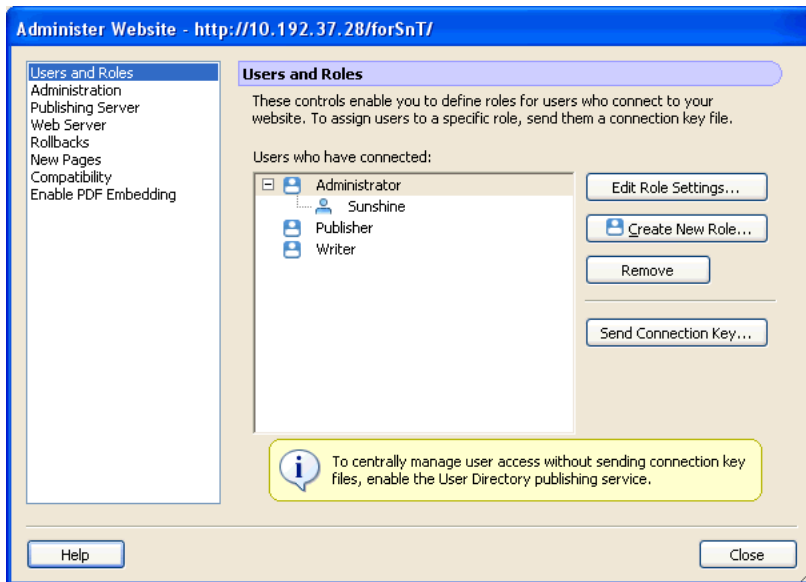 Administer Website - http://10.192.37.28/forSnT/
Users and Roles
Administration
Publishing Server
Web Server
Rollbacks
New Pages
Compatibility
Enable PDF Embedding
Users and Roles
These controls enable you to define roles for users who connect to your
website. To assign users to a specific role, send them a connection key file.
Users who have connected:
Administrator
Sunshine
Publisher
Writer
Edit Role Settings...
Create New Role...
Remove
Send Connection Key...
To centrally manage user access without sending connection key
files, enable the User Directory publishing service.
Help
Close